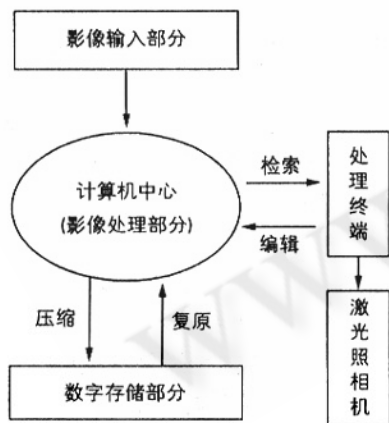 影像输入部分
计算机中心
(影像处理部分)
检索
编辑
处理终端
压缩
复原
数字存储部分
激光照相机